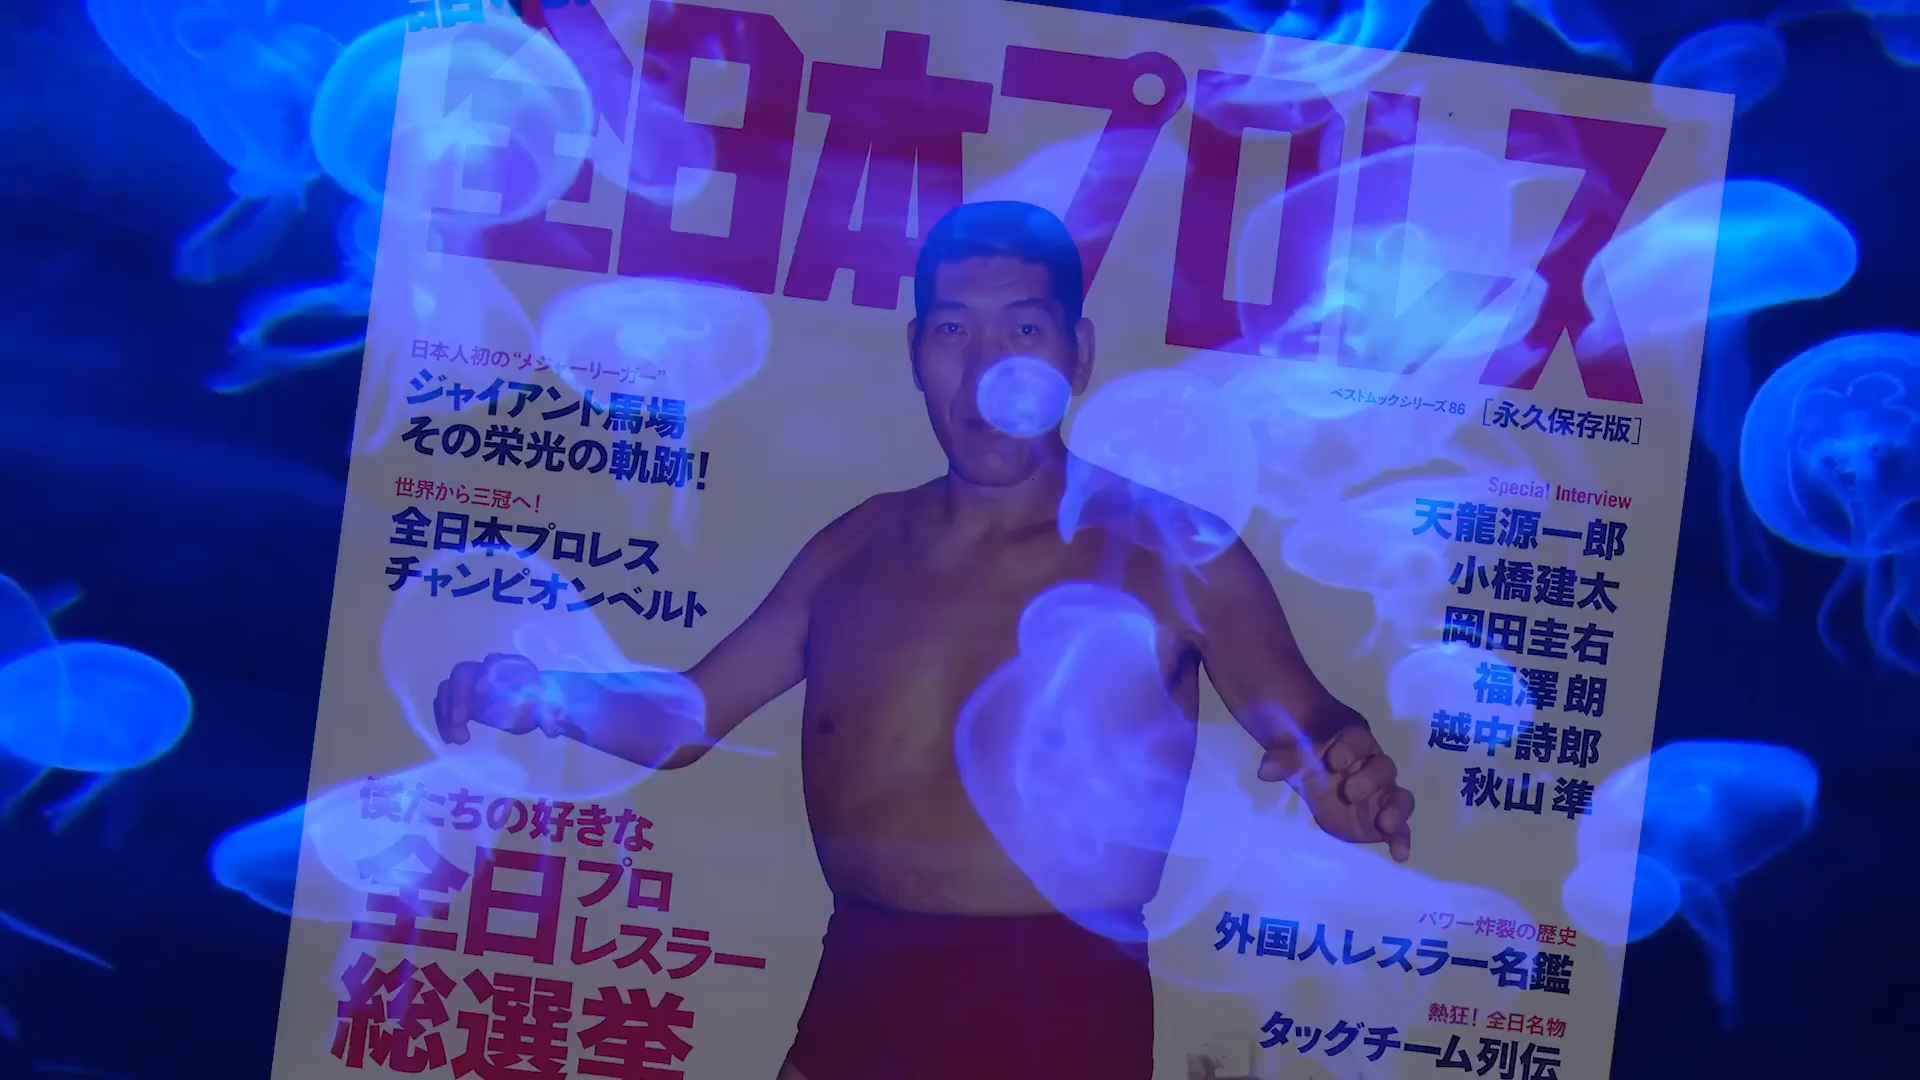 全日本プロレス
日本人初の“メジャーリーガー”
ジャイアント馬場
その栄光の軌跡!
世界から三冠へ!
全日本プロレス
チャンピオンベルト
僕たちの好きな
全日プロ
レスラー
総選挙
ベストムックシリーズ86 [永久保存版]
Special Interview
天龍源一郎
小橋建太
岡田圭右
福澤 朗
越中詩郎
秋山 準
パワー炸裂の歴史
外国人レスラー名鑑
熱狂! 全日名物
タッグチーム列伝